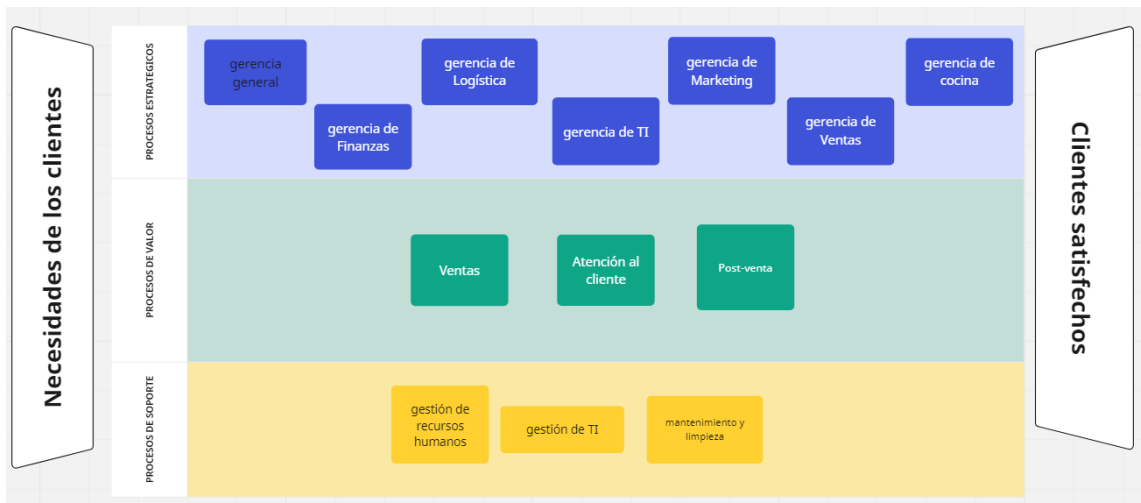 Necesidades de los clientes
PROCESOS ESTRATEGICOS
gerencia
general
gerencia de
Finanzas
gerencia de
Logística
gerencia de TI
gerencia de
Marketing
gerencia de
Ventas
gerencia de
cocina
PROCESOS DE VALOR
Ventas
Atención al
cliente
Post-venta
PROCESOS DE SOPORTE
gestión de
recursos
humanos
gestión de TI
mantenimiento y
limpieza
Clientes satisfechos